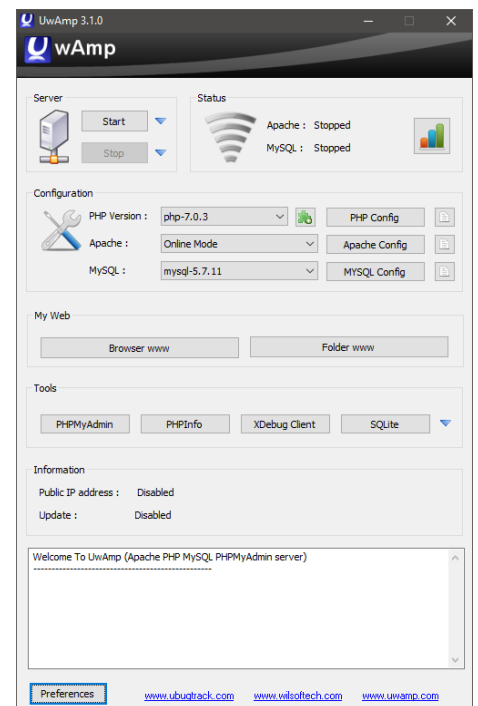 UwAmp 3.1.0
UwAmp
Server
Start
Stop
Status
Apache : Stopped
MySQL : Stopped
Configuration
PHP Version : php-7.0.3 PHP Config
Apache : Online Mode Apache Config
MySQL : mysql-5.7.11 MYSQL Config
My Web
Browser www Folder www
Tools
PHPMyAdmin PHPInfo XDebug Client SQLite
Information
Public IP address : Disabled
Update : Disabled
Welcome To UwAmp (Apache PHP MySQL PHPMyAdmin server)
--------------------------------------------------
Preferences www.ubugtrack.com www.wilsoftech.com www.uwamp.com